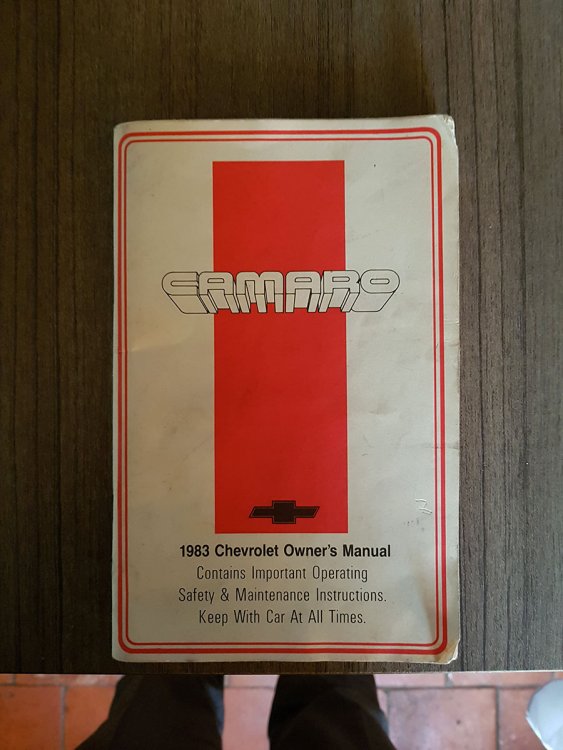 CAMARO
1983 Chevrolet Owner's Manual
Contains Important Operating
Safety & Maintenance Instructions.
Keep With Car At All Times.